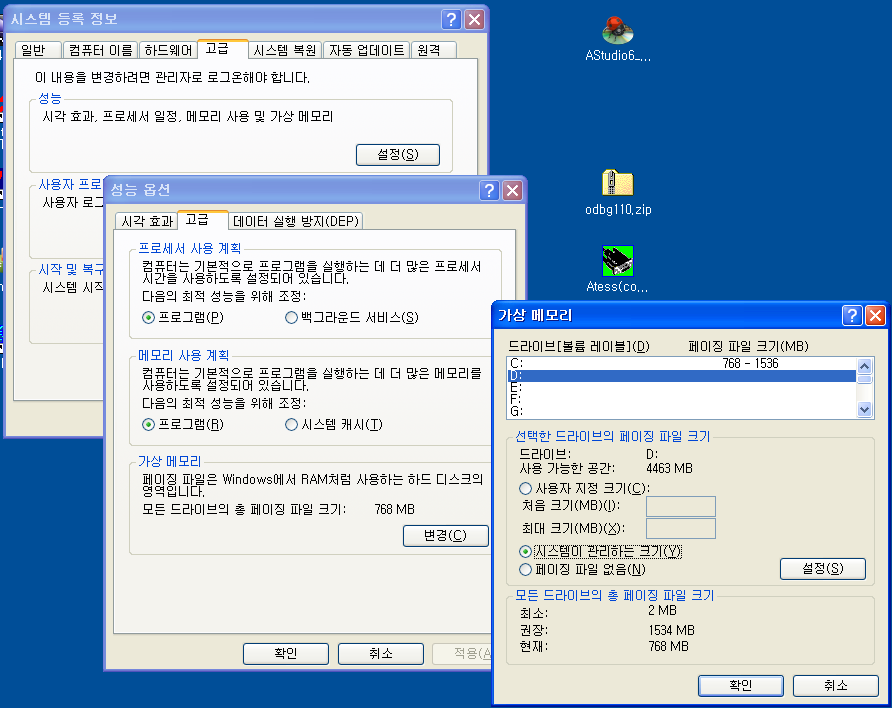 시스템 등록 정보
일반 컴퓨터 이름 하드웨어 고급 시스템 복원 자동 업데이트 원격
이 내용을 변경하려면 관리자로 로그온해야 합니다.
성능
시각 효과, 프로세서 일정, 메모리 사용 및 가상 메모리
설정(S)
사용자 프로
사용자 로그
시작 및 복구
시스템 시작
AStudio6_...
odbg110.zip
Atess(co...
성능 옵션
시각 효과 고급 데이터 실행 방지(DEP)
프로세서 사용 계획
컴퓨터는 기본적으로 프로그램을 실행하는 데 더 많은 프로세서
시간을 사용하도록 설정되어 있습니다.
다음의 최적 성능을 위해 조정:
프로그램(P) 백그라운드 서비스(S)
메모리 사용 계획
컴퓨터는 기본적으로 프로그램을 실행하는 데 더 많은 메모리를
사용하도록 설정되어 있습니다.
다음의 최적 성능을 위해 조정:
프로그램(R) 시스템 캐시(T)
가상 메모리
페이징 파일은 Windows에서 RAM처럼 사용하는 하드 디스크의
영역입니다.
모든 드라이브의 총 페이징 파일 크기: 768 MB
변경(C)
확인 취소 적용(A
가상 메모리
드라이브[볼륨 레이블](D) 페이징 파일 크기(MB)
C: 768 - 1536
D:
E:
F:
G:
선택한 드라이브의 페이징 파일 크기
드라이브: D:
사용 가능한 공간: 4463 MB
사용자 지정 크기(C):
처음 크기(MB)(I):
최대 크기(MB)(X):
시스템이 관리하는 크기(Y)
페이징 파일 없음(N)
설정(S)
모든 드라이브의 총 페이징 파일 크기
최소: 2 MB
권장: 1534 MB
현재: 768 MB
확인 취소